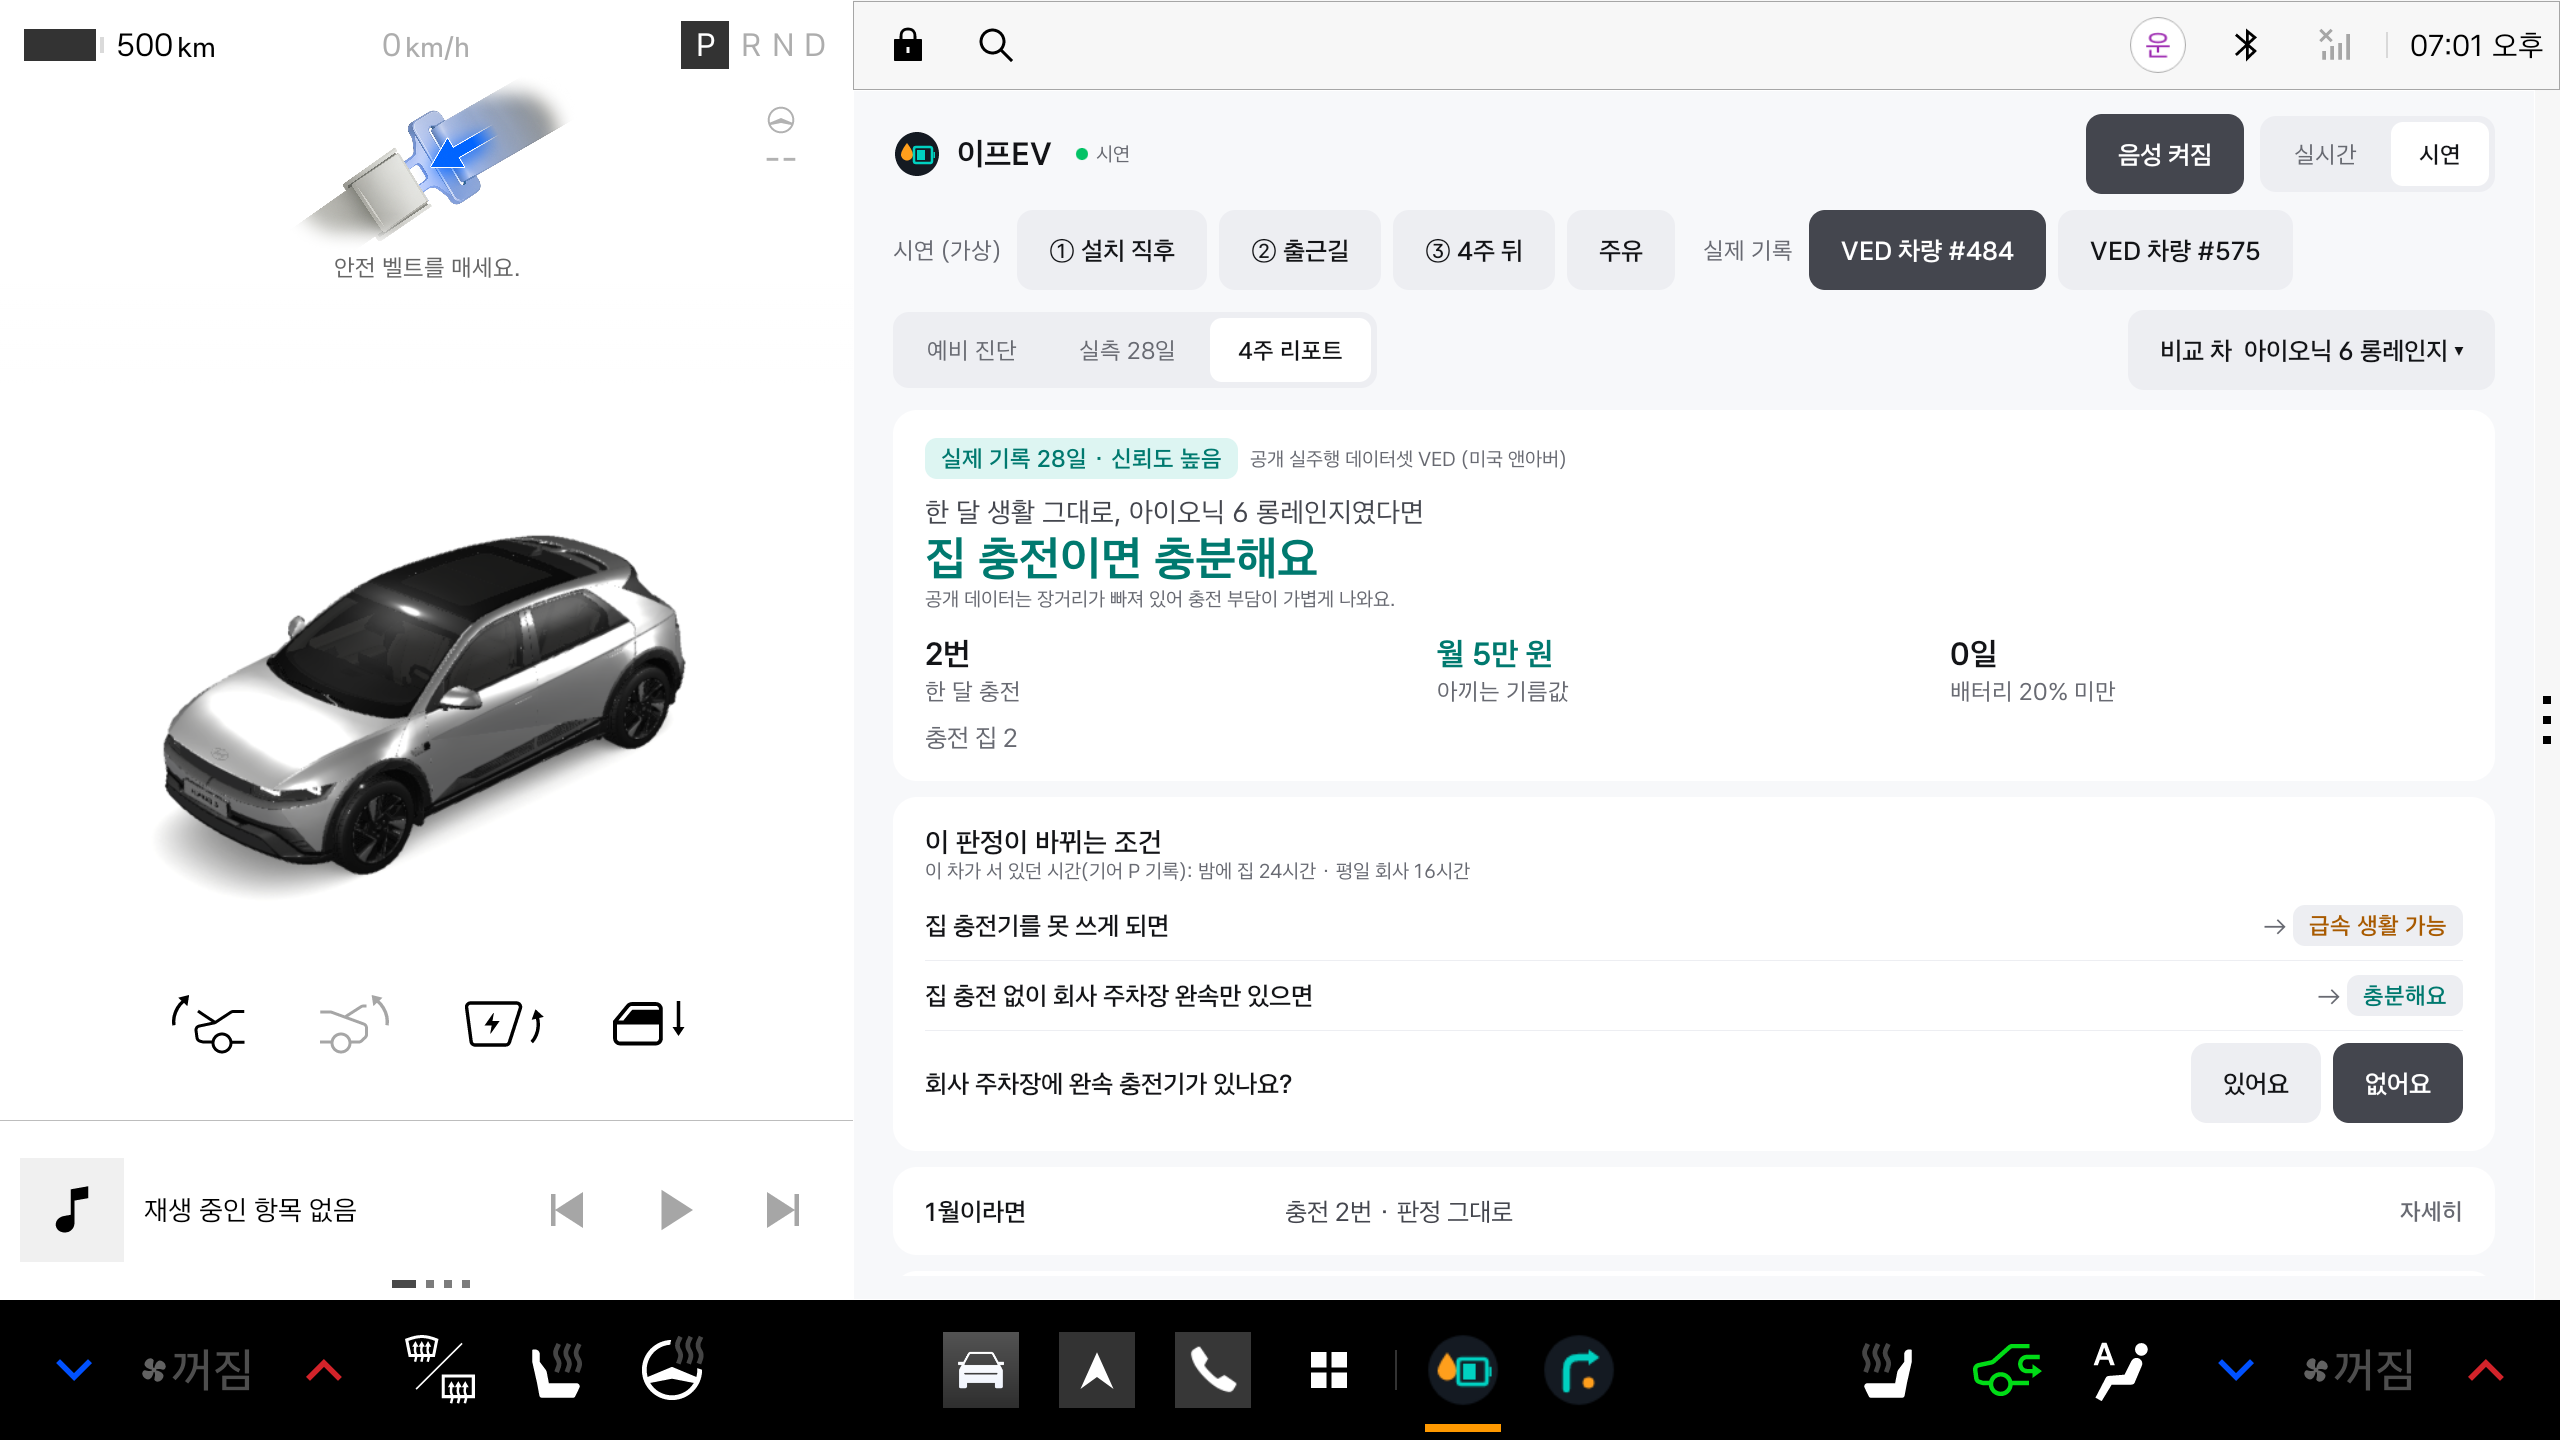 500 km
0 km/h
P R N D
안전 벨트를 매세요.
재생 중인 항목 없음
운
07:01 오후
이프EV
시연
음성 켜짐
실시간
시연
시연 (가상)
① 설치 직후
② 출근길
③ 4주 뒤
주유
실제 기록
VED 차량 #484
VED 차량 #575
예비 진단
실측 28일
4주 리포트
비교 차 아이오닉 6 롱레인지 ▾
실제 기록 28일 · 신뢰도 높음
공개 실주행 데이터셋 VED (미국 앤아버)
한 달 생활 그대로, 아이오닉 6 롱레인지였다면
집 충전이면 충분해요
공개 데이터는 장거리가 빠져 있어 충전 부담이 가볍게 나와요.
2번
한 달 충전
월 5만 원
아끼는 기름값
0일
배터리 20% 미만
충전 집 2
이 판정이 바뀌는 조건
이 차가 서 있던 시간(기어 P 기록): 밤에 집 24시간 · 평일 회사 16시간
집 충전기를 못 쓰게 되면
→ 급속 생활 가능
집 충전 없이 회사 주차장 완속만 있으면
→ 충분해요
회사 주차장에 완속 충전기가 있나요?
있어요
없어요
1월이라면
충전 2번 · 판정 그대로
자세히
꺼짐
A
꺼짐